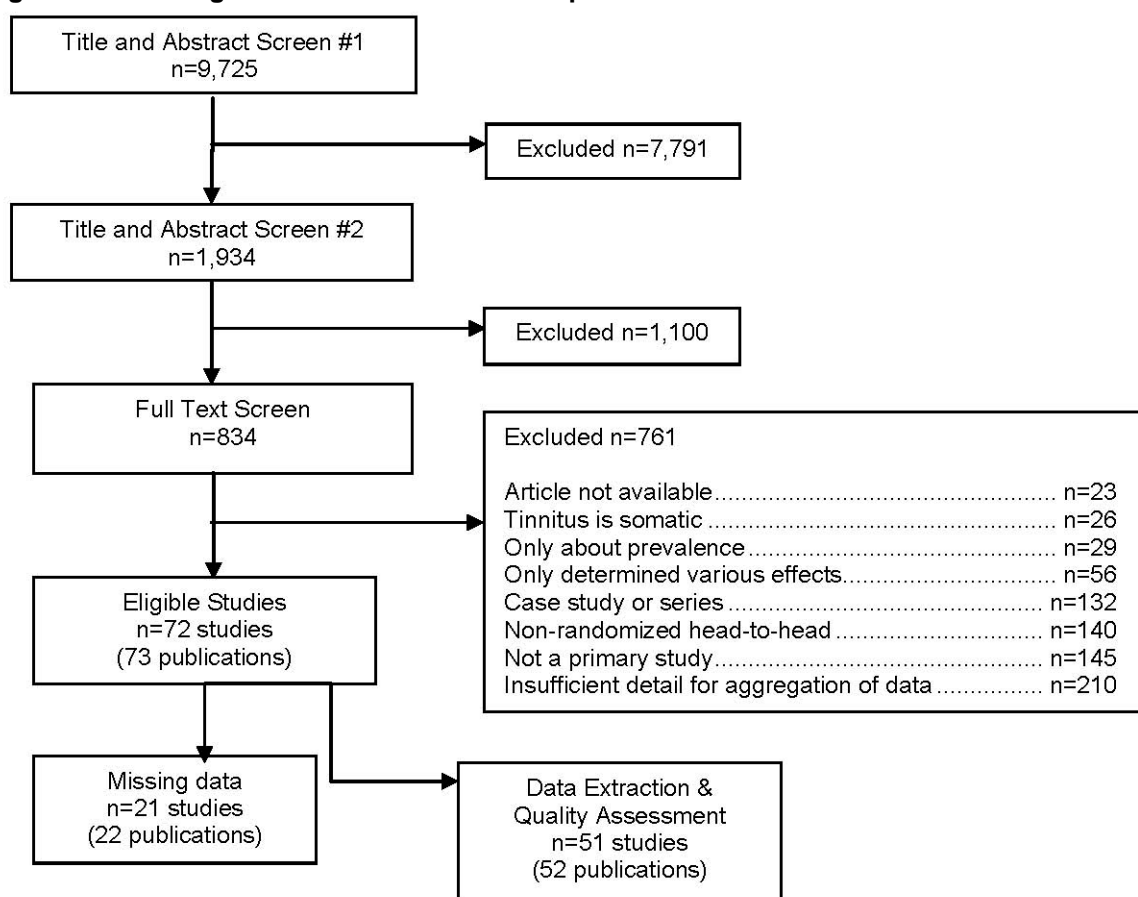 Title and Abstract Screen #1
n=9,725
Excluded n=7,791
Title and Abstract Screen #2
n=1,934
Excluded n=1,100
Full Text Screen
n=834
Excluded n=761
Article not available.................................................... n=23
Tinnitus is somatic .................................................... n=26
Only about prevalence.............................................. n=29
Only determined various effects................................ n=56
Case study or series ................................................ n=132
Non-randomized head-to-head ................................ n=140
Not a primary study.................................................. n=145
Insufficient detail for aggregation of data .................. n=210
Eligible Studies
n=72 studies
(73 publications)
Missing data
n=21 studies
(22 publications)
Data Extraction &
Quality Assessment
n=51 studies
(52 publications)